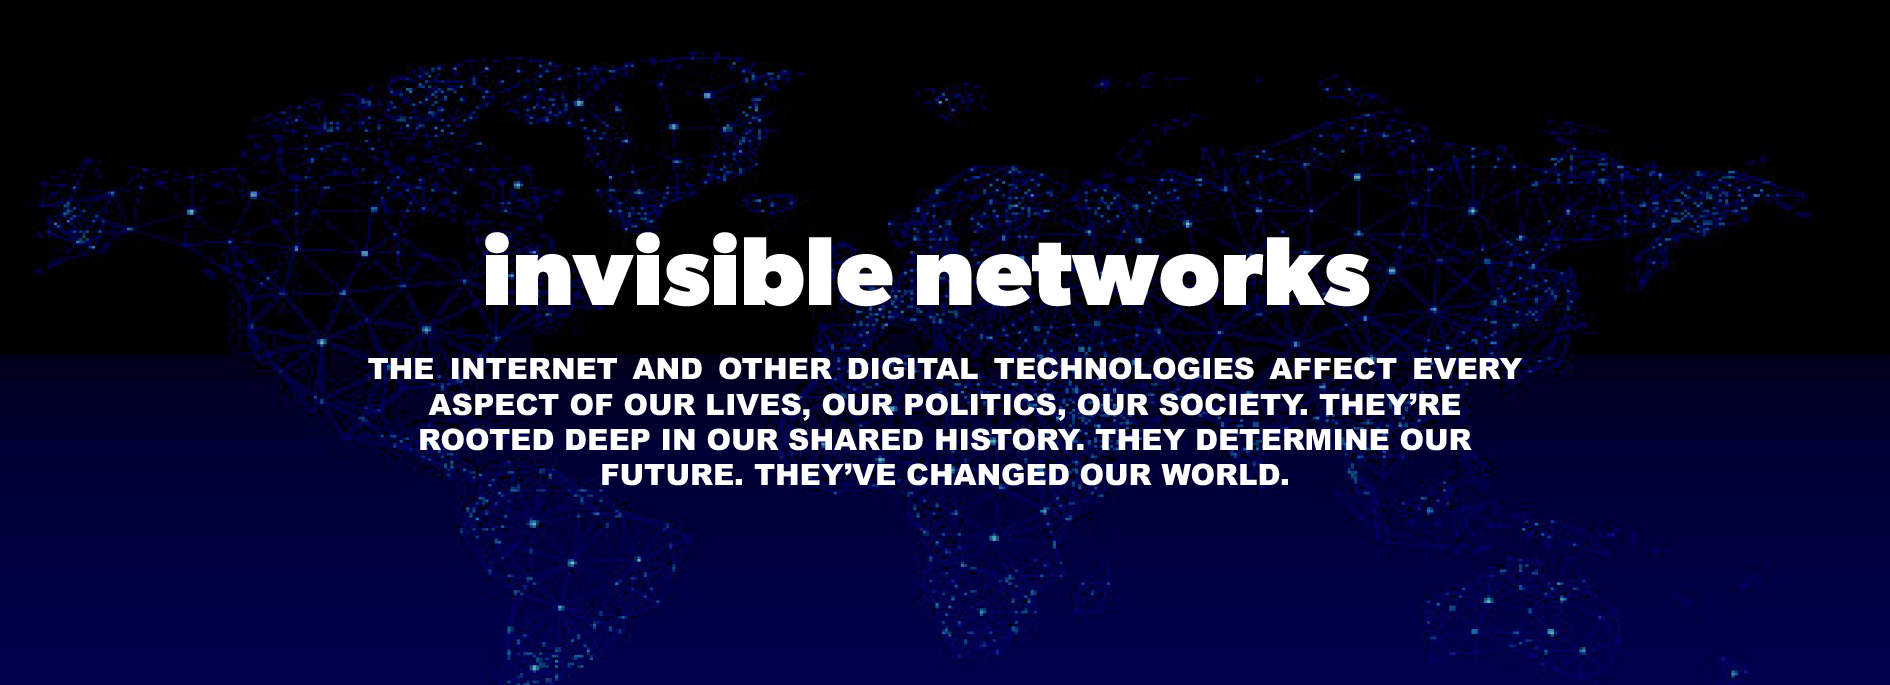 invisible networks
THE INTERNET AND OTHER DIGITAL TECHNOLOGIES AFFECT EVERY
ASPECT OF OUR LIVES, OUR POLITICS, OUR SOCIETY. THEY’RE
ROOTED DEEP IN OUR SHARED HISTORY. THEY DETERMINE OUR
FUTURE. THEY’VE CHANGED OUR WORLD.